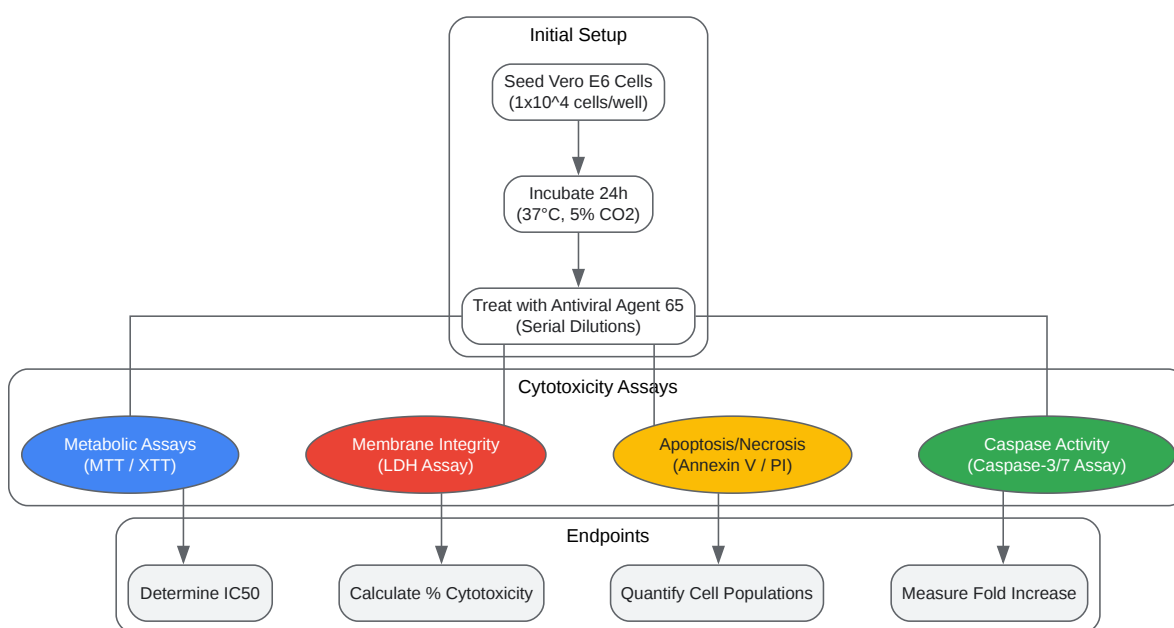 Initial Setup
Seed Vero E6 Cells
(1x10^4 cells/well)
Incubate 24h
(37°C, 5% CO2)
Treat with Antiviral Agent 65
(Serial Dilutions)
Cytotoxicity Assays
Metabolic Assays
(MTT / XTT)
Membrane Integrity
(LDH Assay)
Apoptosis/Necrosis
(Annexin V / PI)
Caspase Activity
(Caspase-3/7 Assay)
Endpoints
Determine IC50
Calculate % Cytotoxicity
Quantify Cell Populations
Measure Fold Increase